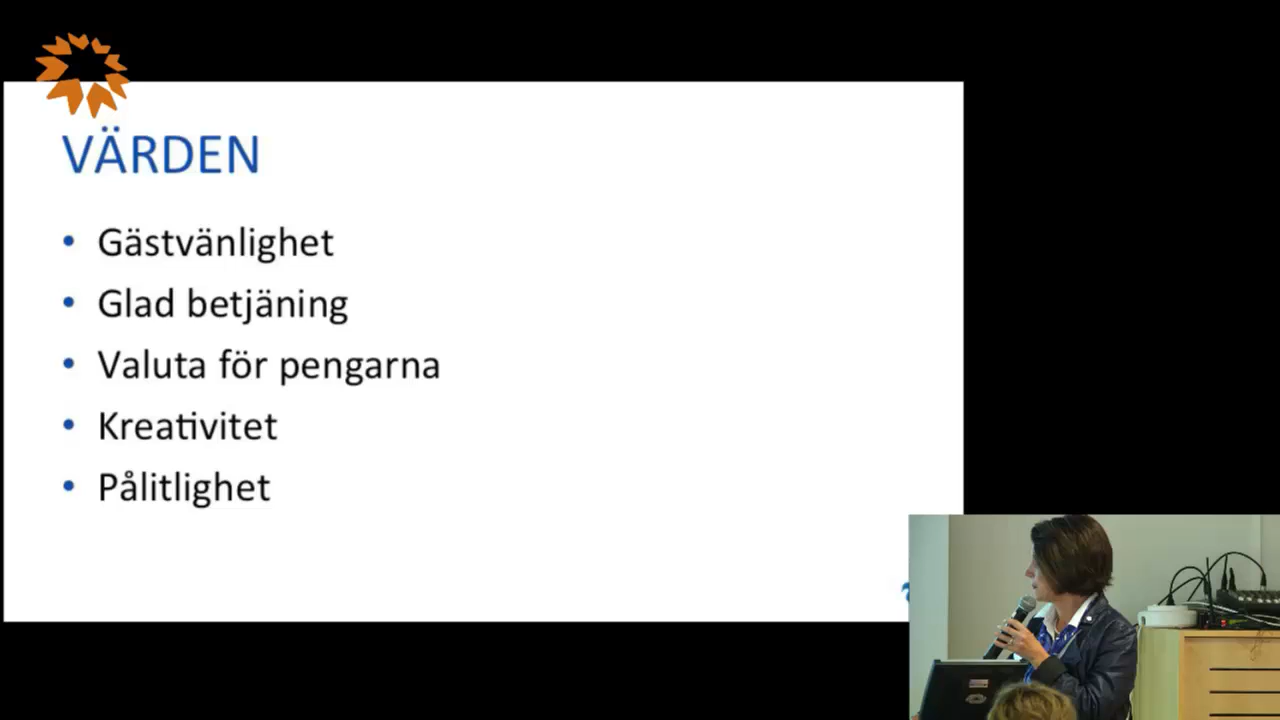 VÄRDEN
• Gästvänlighet
• Glad betjäning
• Valuta för pengarna
• Kreativitet
• Pålitlighet